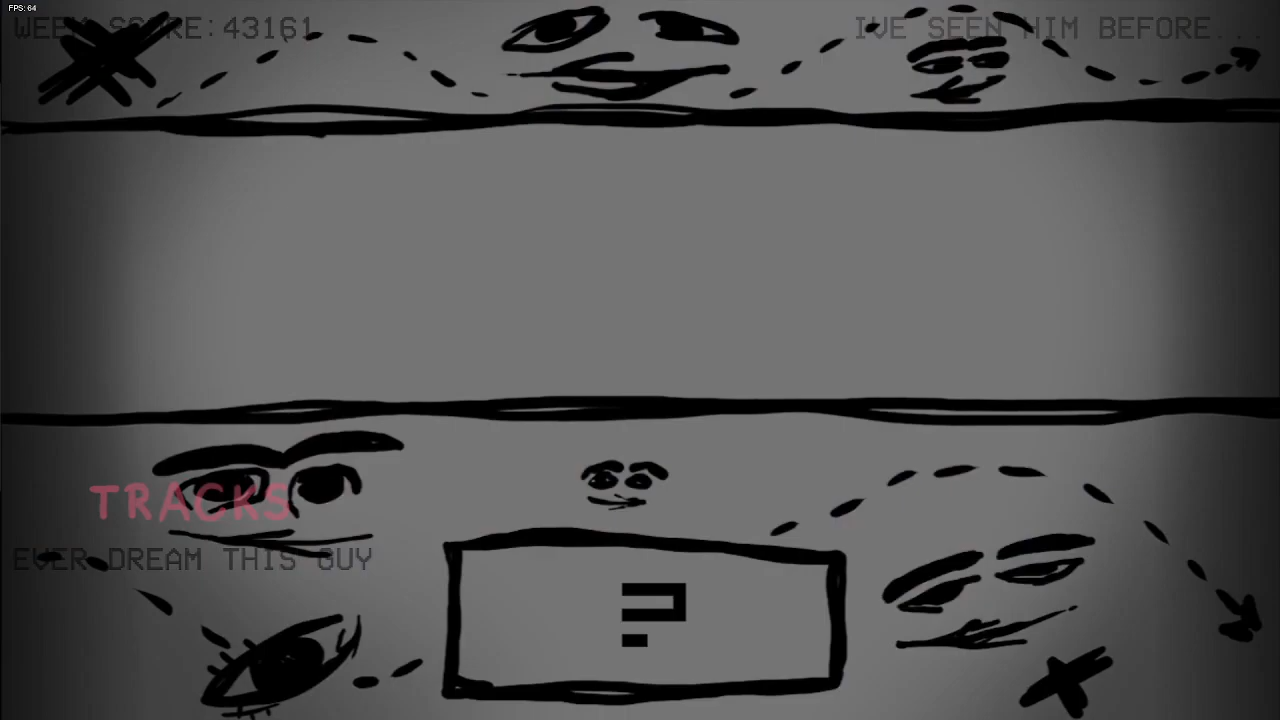 FPS: 64
WEEK SCORE:43161
IVE SEEN HIM BEFORE...
TRACKS
EVER DREAM THIS GUY
?